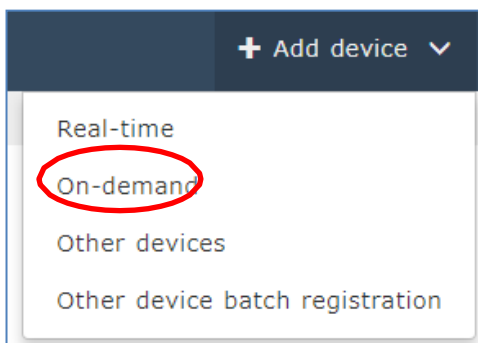 + Add device
Real-time
On-demand
Other devices
Other device batch registration